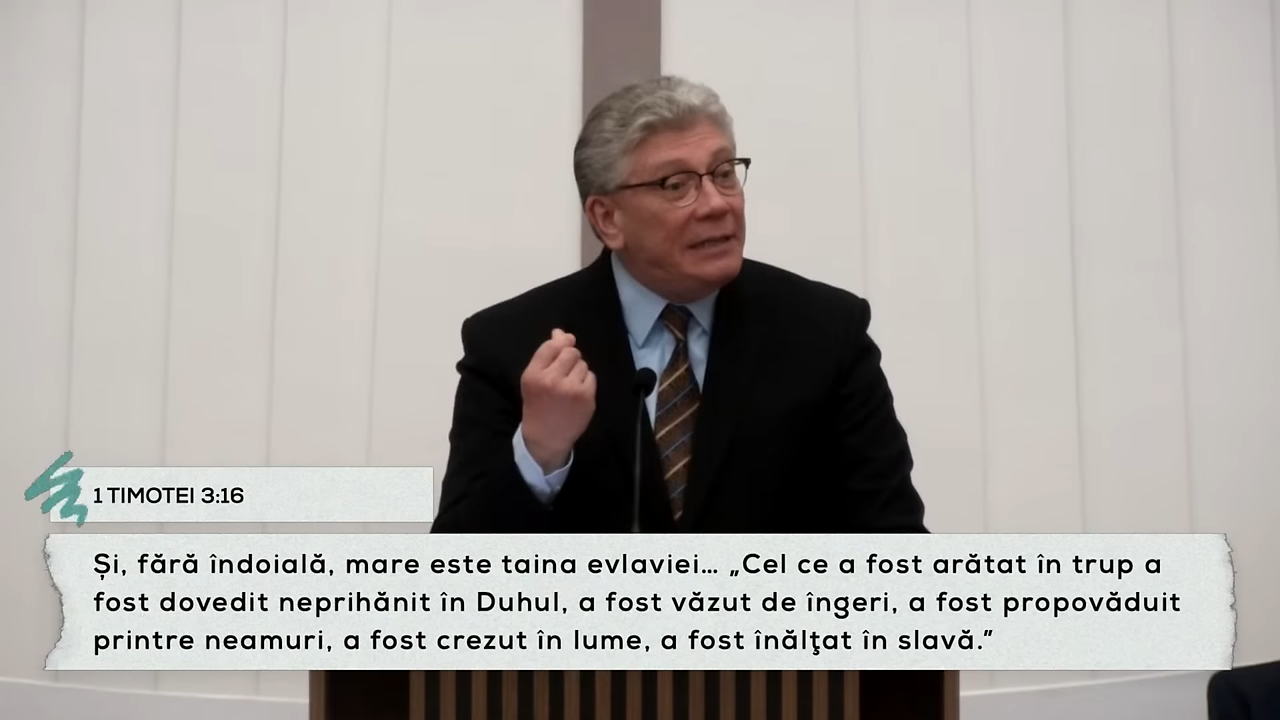 1 TIMOTEI 3:16
Și, fără îndoială, mare este taina evlaviei... „Cel ce a fost arătat în trup a
fost dovedit neprihănit în Duhul, a fost văzut de îngeri, a fost propovăduit
printre neamuri, a fost crezut în lume, a fost înălţat în slavă.”